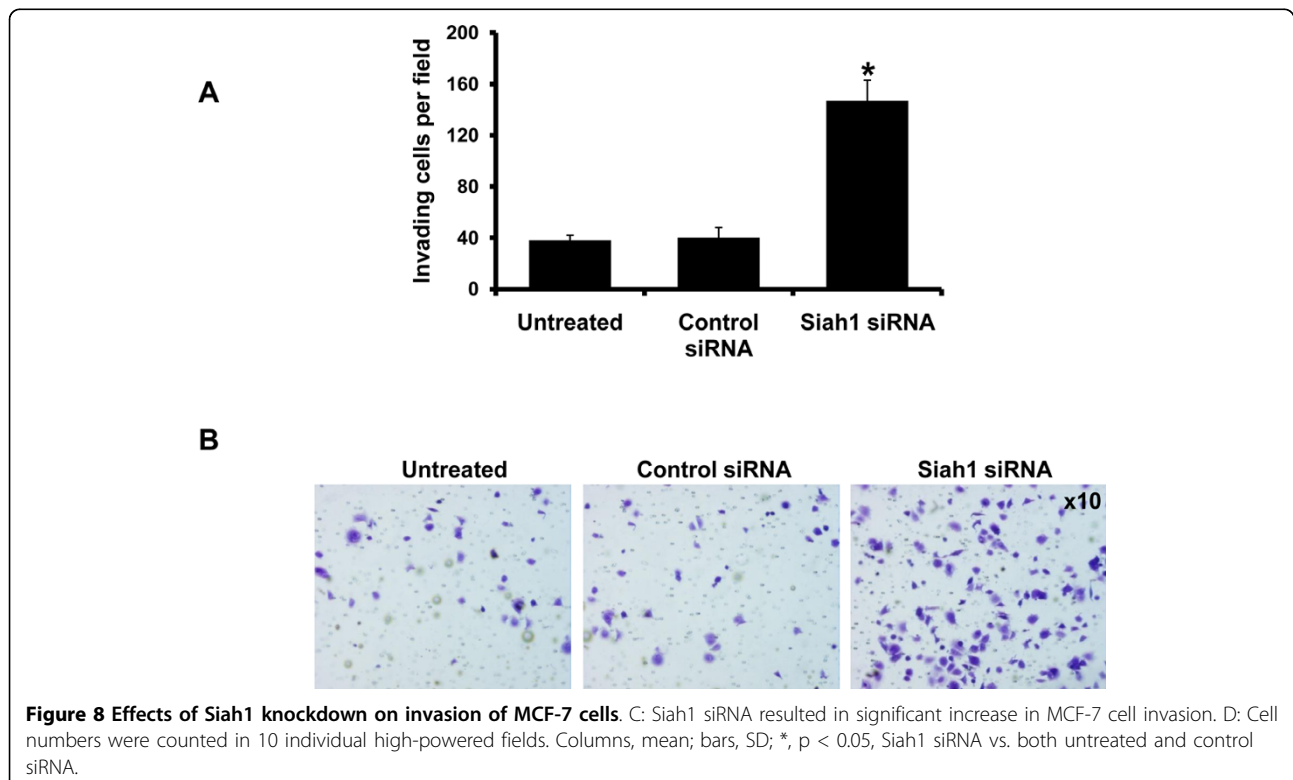 A
Invading cells per field
200
160
120
80
40
0
*
Untreated
Control
siRNA
Siah1 siRNA
B
Untreated
Control siRNA
Siah1 siRNA
x10
Figure 8 Effects of Siah1 knockdown on invasion of MCF-7 cells. C: Siah1 siRNA resulted in significant increase in MCF-7 cell invasion. D: Cell
numbers were counted in 10 individual high-powered fields. Columns, mean; bars, SD; *, p < 0.05, Siah1 siRNA vs. both untreated and control
siRNA.